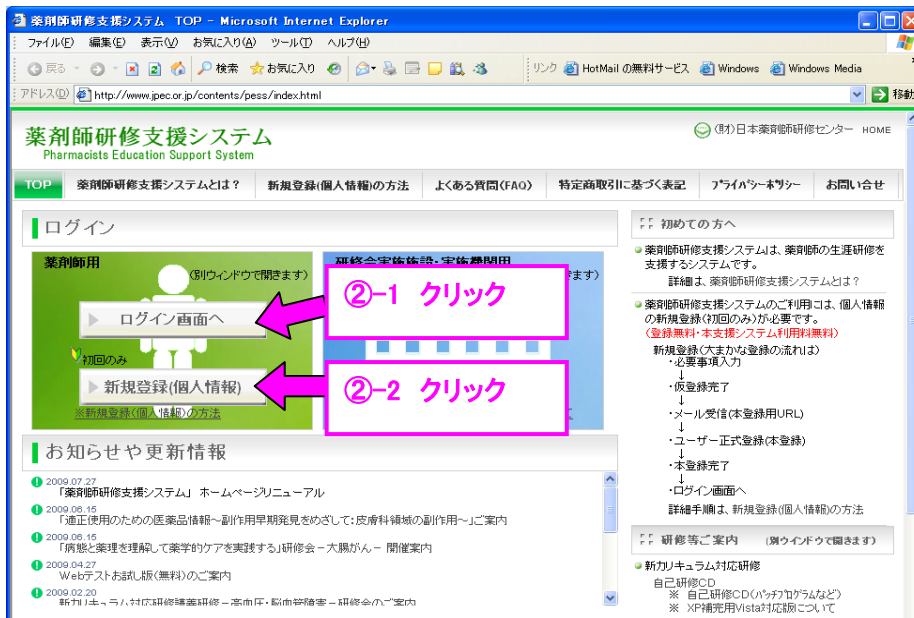 薬剤師研修支援システム TOP - Microsoft Internet Explorer
ファイル(F) 編集(E) 表示(V) お気に入り(A) ツール(T) ヘルプ(H)
戻る 検索 お気に入り リンク HotMail の無料サービス Windows Windows Media
アドレス(D) http://www.jpec.or.jp/contents/pess/index.html 移動
薬剤師研修支援システム
Pharmacists Education Support System
(財)日本薬剤師研修センター HOME
TOP 薬剤師研修支援システムとは? 新規登録(個人情報)の方法 よくある質問(FAQ) 特定商取引に基づく表記 プライバシーポリシー お問い合せ
ログイン
薬剤師用
(別ウィンドウで開きます)
研修会実施施設・実施機関用
ます)
ログイン画面へ
②-1 クリック
初回のみ
新規登録(個人情報)
②-2 クリック
※新規登録(個人情報)の方法
お知らせや更新情報
2009.07.27
「薬剤師研修支援システム」 ホームページリニューアル
2009.06.15
「適正使用のための医薬品情報~副作用早期発見をめざして:皮膚科領域の副作用~」ご案内
2009.06.15
「病態と薬理を理解して薬学的ケアを実践する」研修会-大腸がん- 開催案内
2009.04.27
Webテストお試し版(無料)のご案内
2009.02.20
新カリキュラム対応研修講義研修-高血圧・脳血管障害-研修会のご案内
初めての方へ
薬剤師研修支援システムは、薬剤師の生涯研修を
支援するシステムです。
詳細は、薬剤師研修支援システムとは?
薬剤師研修支援システムのご利用には、個人情報
の新規登録(初回のみ)が必要です。
(登録無料・本支援システム利用料無料)
新規登録(大まかな登録の流れは)
・必要事項入力
↓
・仮登録完了
↓
・メール受信(本登録用URL)
↓
・ユーザー正式登録(本登録)
↓
・本登録完了
↓
・ログイン画面へ
詳細手順は、新規登録(個人情報)の方法
研修等ご案内 (別ウインドウで開きます)
新カリキュラム対応研修
自己研修CD
※ 自己研修CD(パッチプログラムなど)
※ XP補完用Vista対応版について